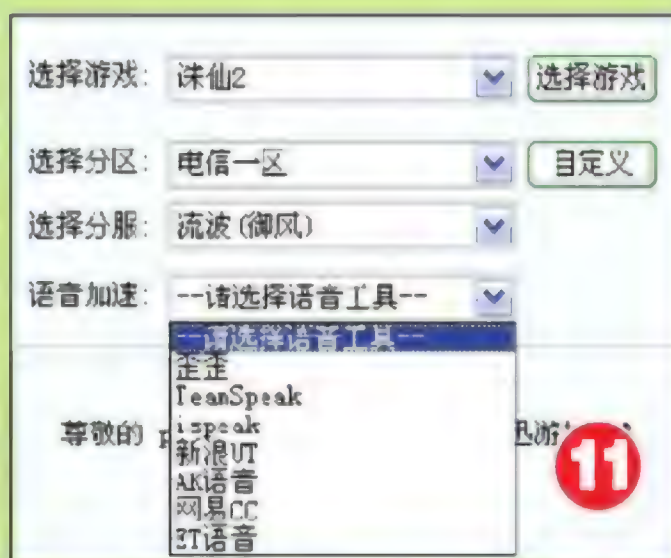 选择游戏: 诛仙2 选择游戏
选择分区: 电信一区 自定义
选择分服: 流波(御风)
语音加速: --请选择语音工具--
--请选择语音工具--
歪歪
TeamSpeak
ispeak
尊敬的
新浪UT
AK语音
网易CC
BT语音
11